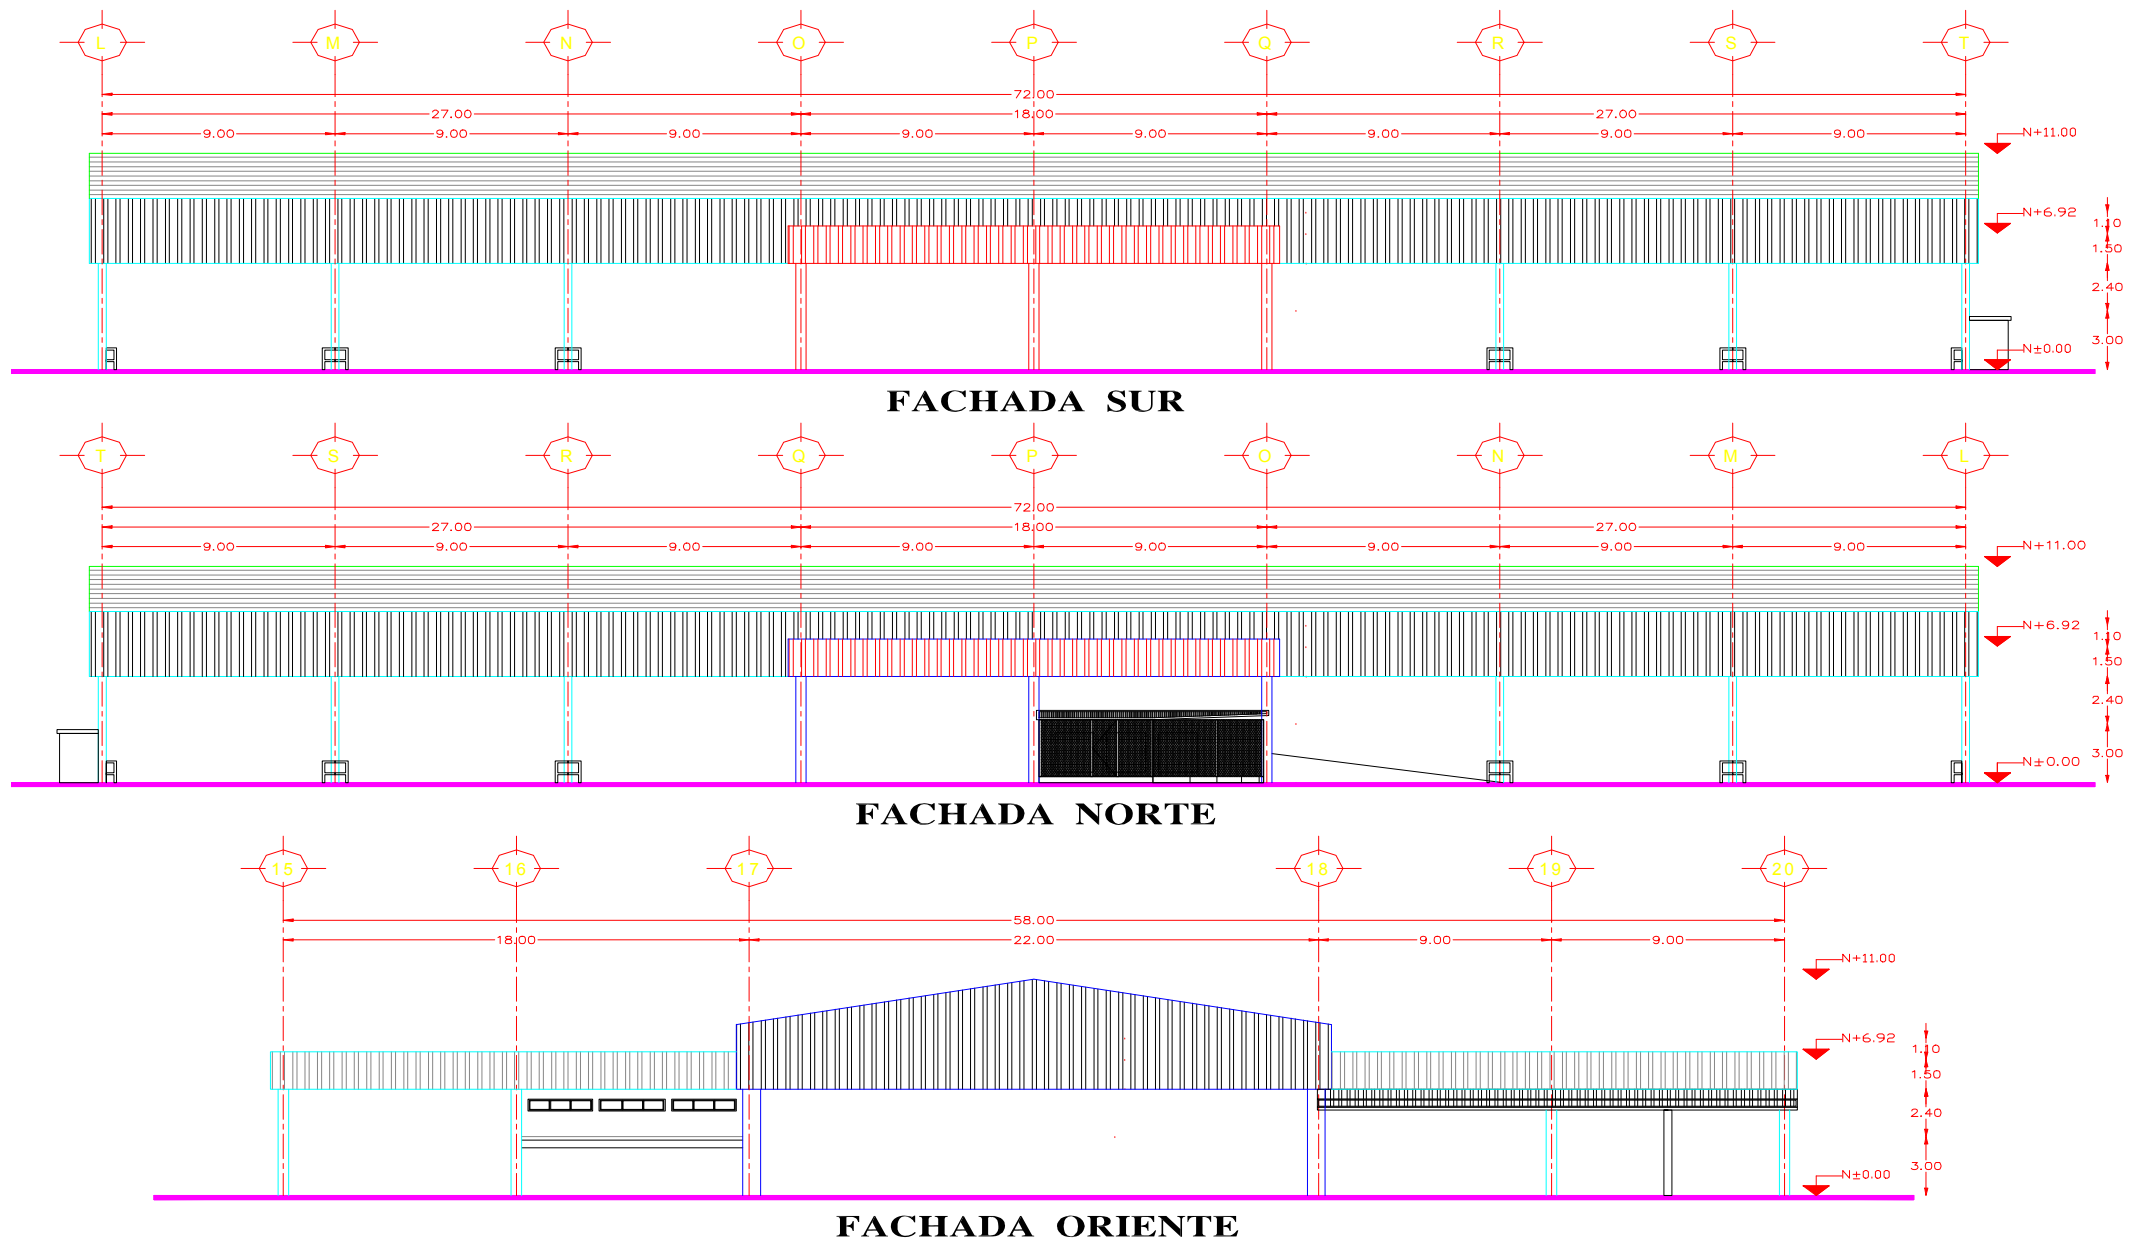 L M N O P Q R S T
72.00
27.00 18.00 27.00
9.00 9.00 9.00 9.00 9.00 9.00 9.00 9.00
N+11.00
N+6.92
1.10
1.50
2.40
3.00
N±0.00
FACHADA SUR
T S R Q P O N M L
72.00
27.00 18.00 27.00
9.00 9.00 9.00 9.00 9.00 9.00 9.00 9.00
N+11.00
N+6.92
1.10
1.50
2.40
3.00
N±0.00
FACHADA NORTE
15 16 17 18 19 20
58.00
18.00 22.00 9.00 9.00
N+11.00
N+6.92
1.10
1.50
2.40
3.00
N±0.00
FACHADA ORIENTE